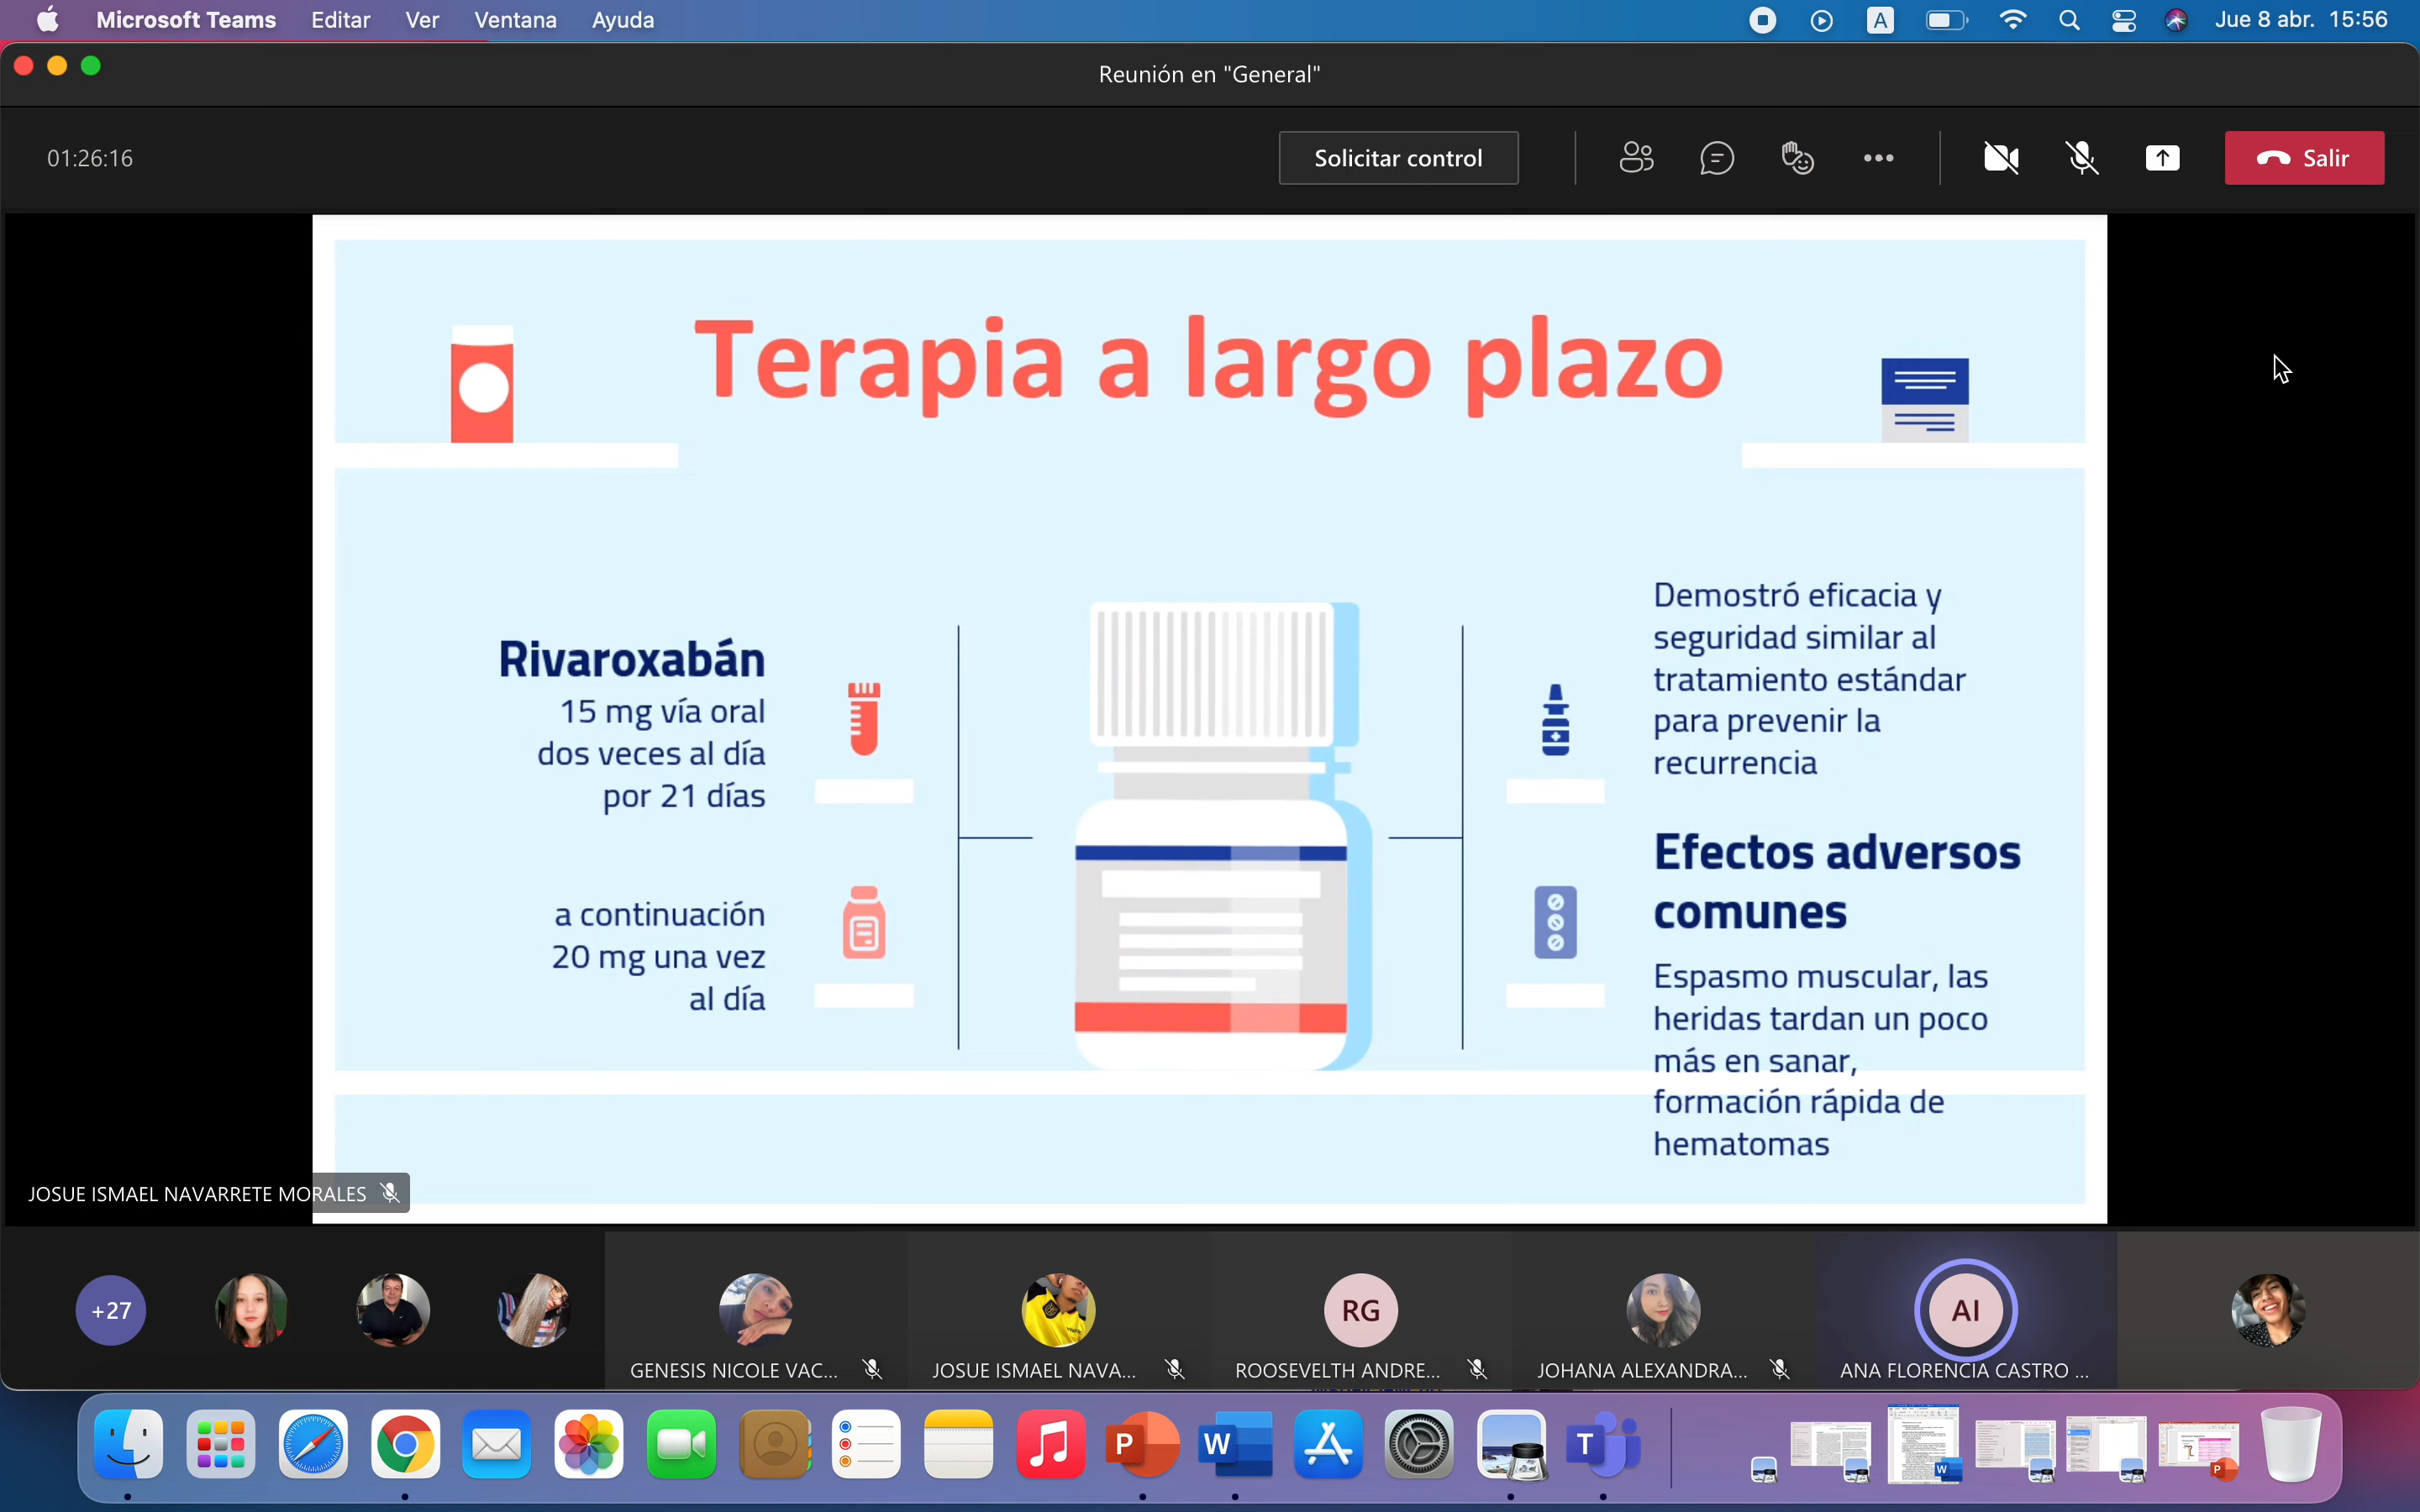 Microsoft Teams Editar Ver Ventana Ayuda
A
Jue 8 abr. 15:56
Reunión en "General"
01:26:16
Solicitar control
Salir
Terapia a largo plazo
Rivaroxabán
15 mg vía oral
dos veces al día
por 21 días
a continuación
20 mg una vez
al día
Demostró eficacia y
seguridad similar al
tratamiento estándar
para prevenir la
recurrencia
Efectos adversos
comunes
Espasmo muscular, las
heridas tardan un poco
más en sanar,
formación rápida de
hematomas
JOSUE ISMAEL NAVARRETE MORALES
+27
GENESIS NICOLE VAC...
JOSUE ISMAEL NAVA...
RG
ROOSEVELTH ANDRE...
JOHANA ALEXANDRA...
AI
ANA FLORENCIA CASTRO ...
P
W
T
W
P